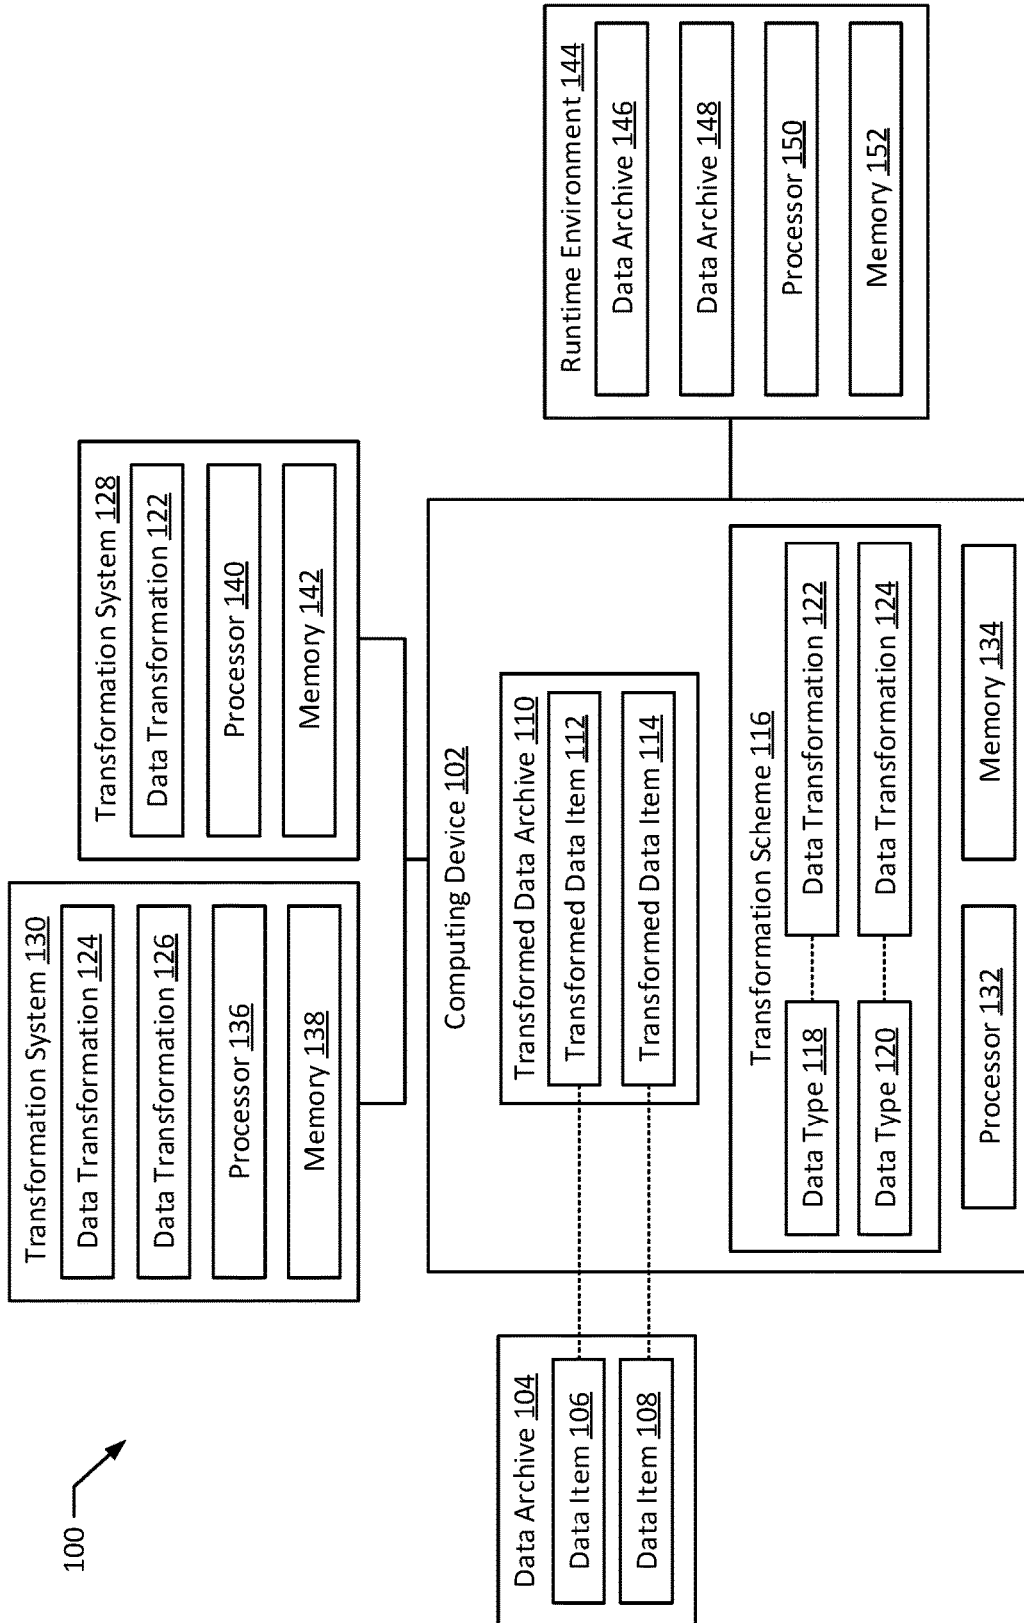 100
Transformation System 130
Data Transformation 124
Data Transformation 126
Processor 136
Memory 138
Transformation System 128
Data Transformation 122
Processor 140
Memory 142
Data Archive 104
Data Item 106
Data Item 108
Computing Device 102
Transformed Data Archive 110
Transformed Data Item 112
Transformed Data Item 114
Transformation Scheme 116
Data Type 118
Data Transformation 122
Data Type 120
Data Transformation 124
Processor 132
Memory 134
Runtime Environment 144
Data Archive 146
Data Archive 148
Processor 150
Memory 152